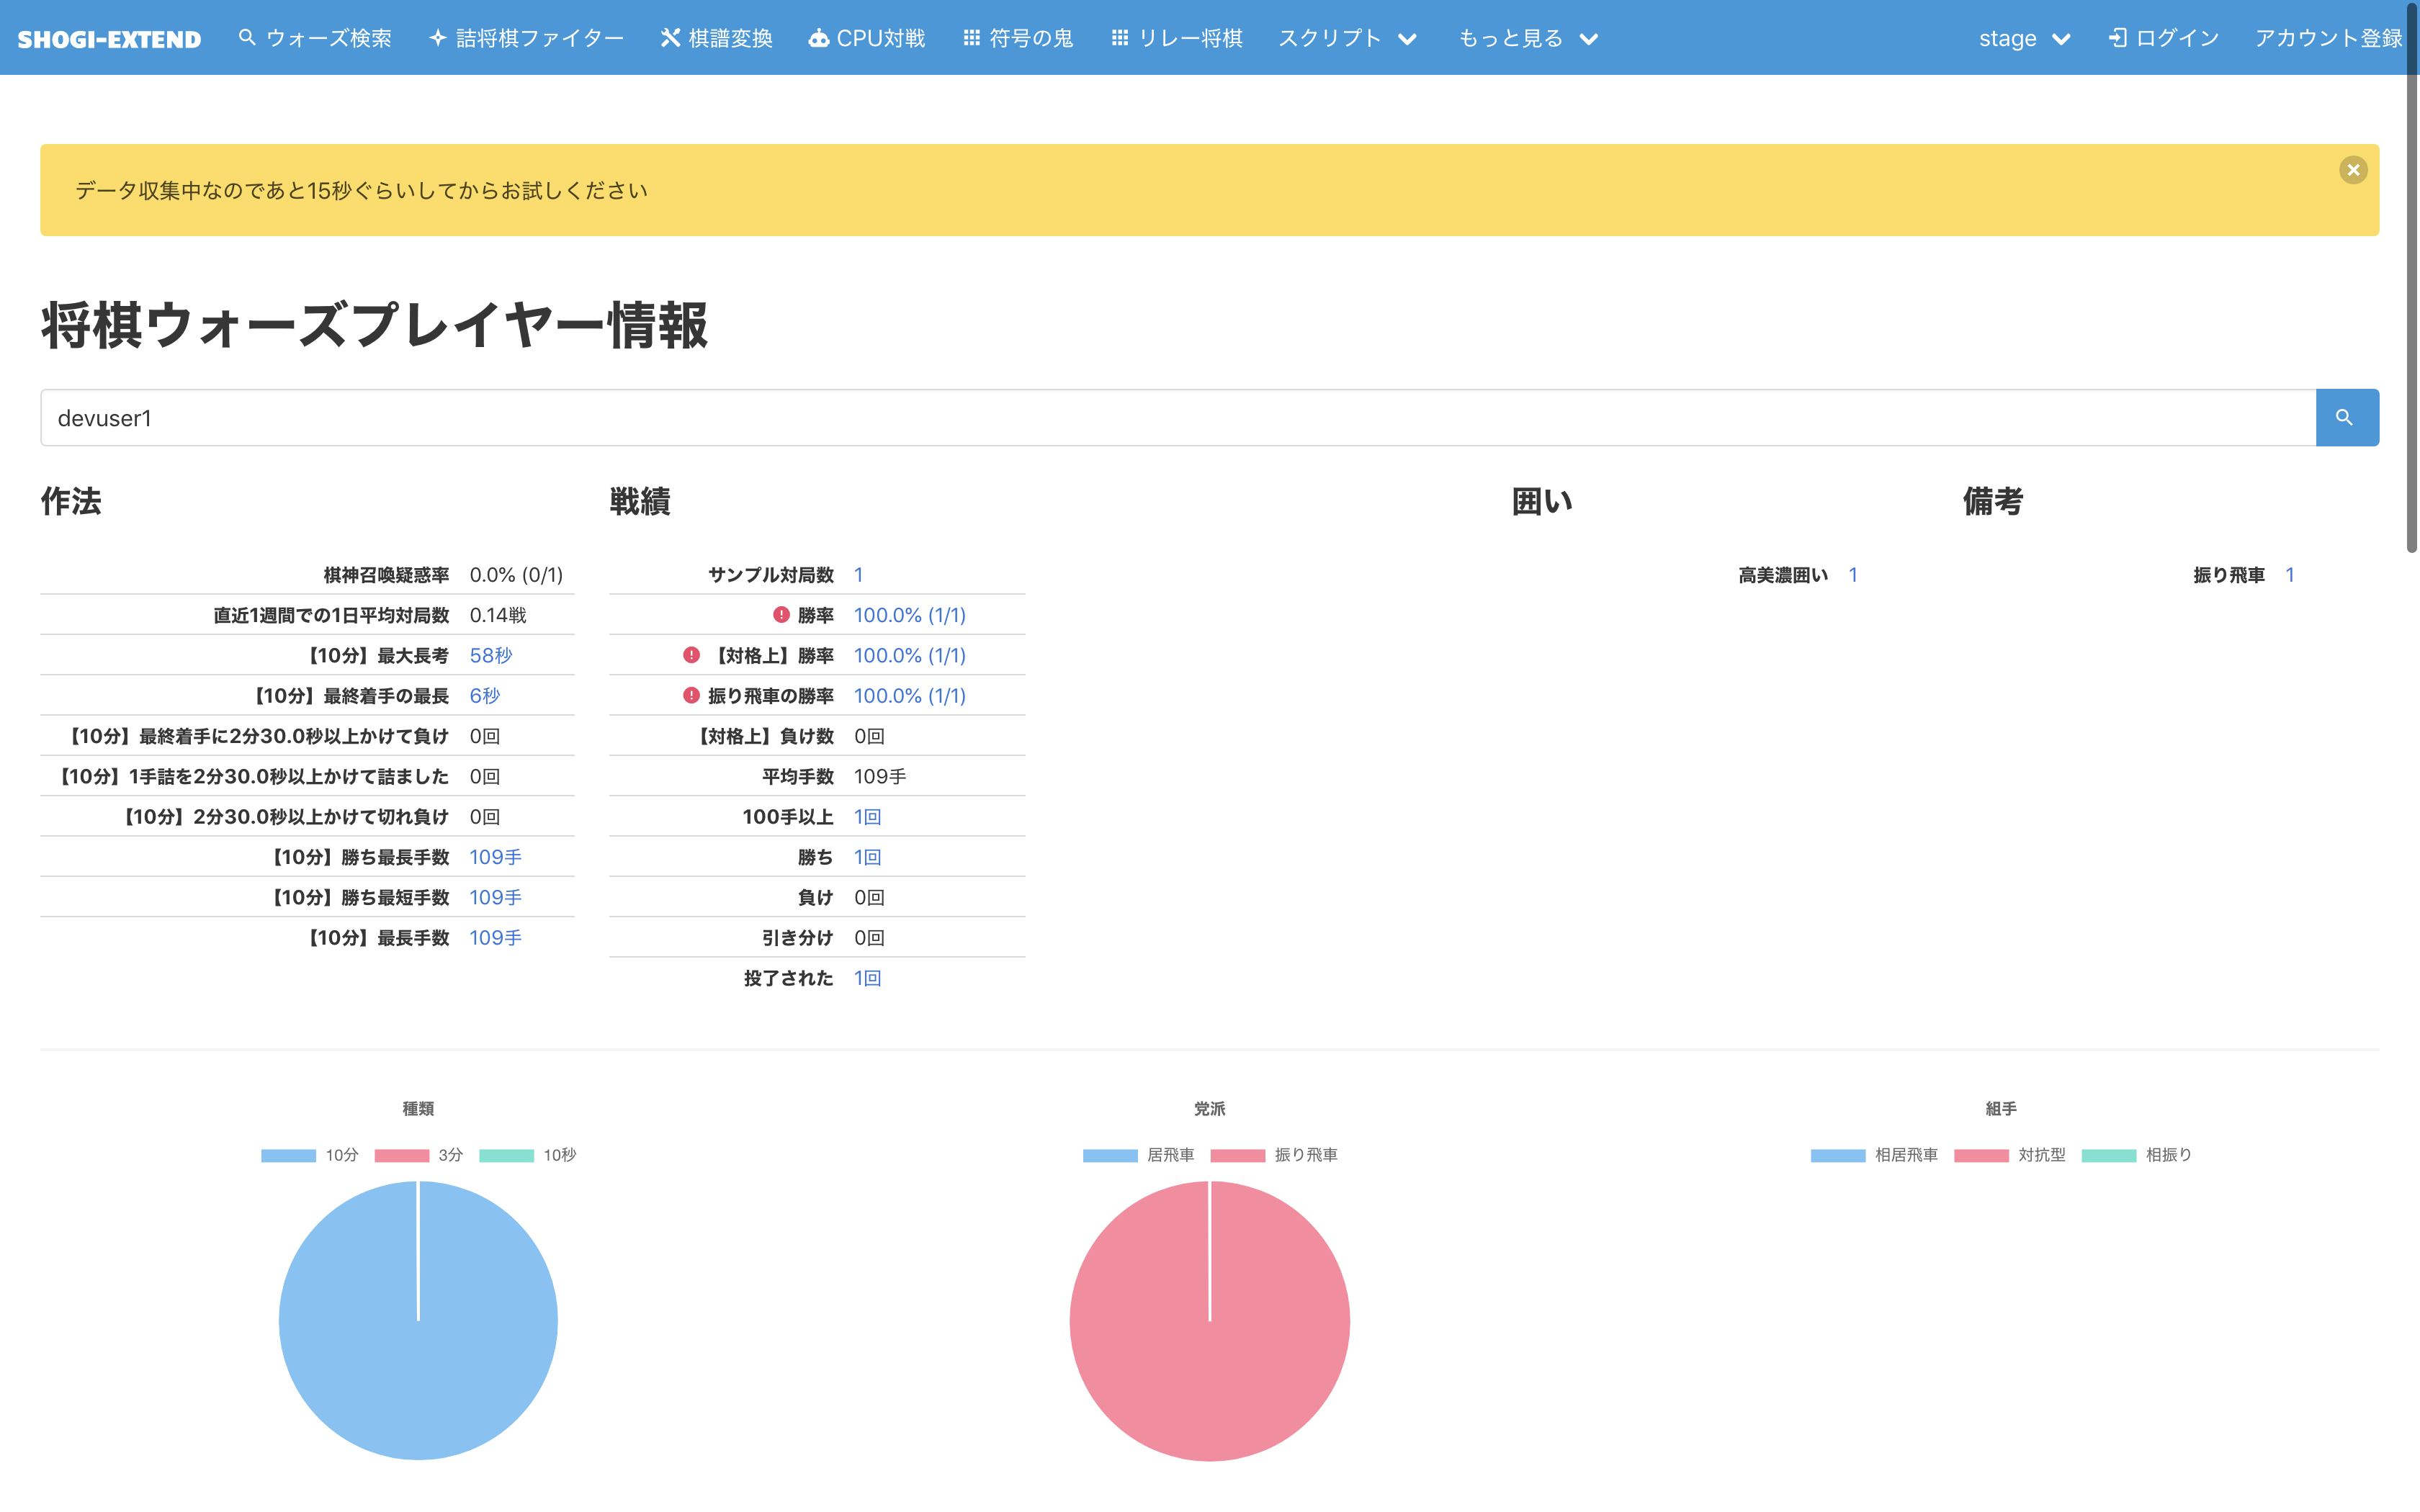 SHOGI-EXTEND ウォーズ検索 詰将棋ファイター 棋譜変換 CPU対戦 符号の鬼 リレー将棋 スクリプト もっと見る stage ログイン アカウント登録
データ収集中なのであと15秒ぐらいしてからお試しください
将棋ウォーズプレイヤー情報
devuser1
作法
棋神召喚疑惑率 0.0% (0/1)
直近1週間での1日平均対局数 0.14戦
【10分】最大長考 58秒
【10分】最終着手の最長 6秒
【10分】最終着手に2分30.0秒以上かけて負け 0回
【10分】1手詰を2分30.0秒以上かけて詰ました 0回
【10分】2分30.0秒以上かけて切れ負け 0回
【10分】勝ち最長手数 109手
【10分】勝ち最短手数 109手
【10分】最長手数 109手
戦績
サンプル対局数 1
勝率 100.0% (1/1)
【対格上】勝率 100.0% (1/1)
振り飛車の勝率 100.0% (1/1)
【対格上】負け数 0回
平均手数 109手
100手以上 1回
勝ち 1回
負け 0回
引き分け 0回
投了された 1回
囲い
高美濃囲い 1
備考
振り飛車 1
種類
10分 3分 10秒
党派
居飛車 振り飛車
組手
相居飛車 対抗型 相振り